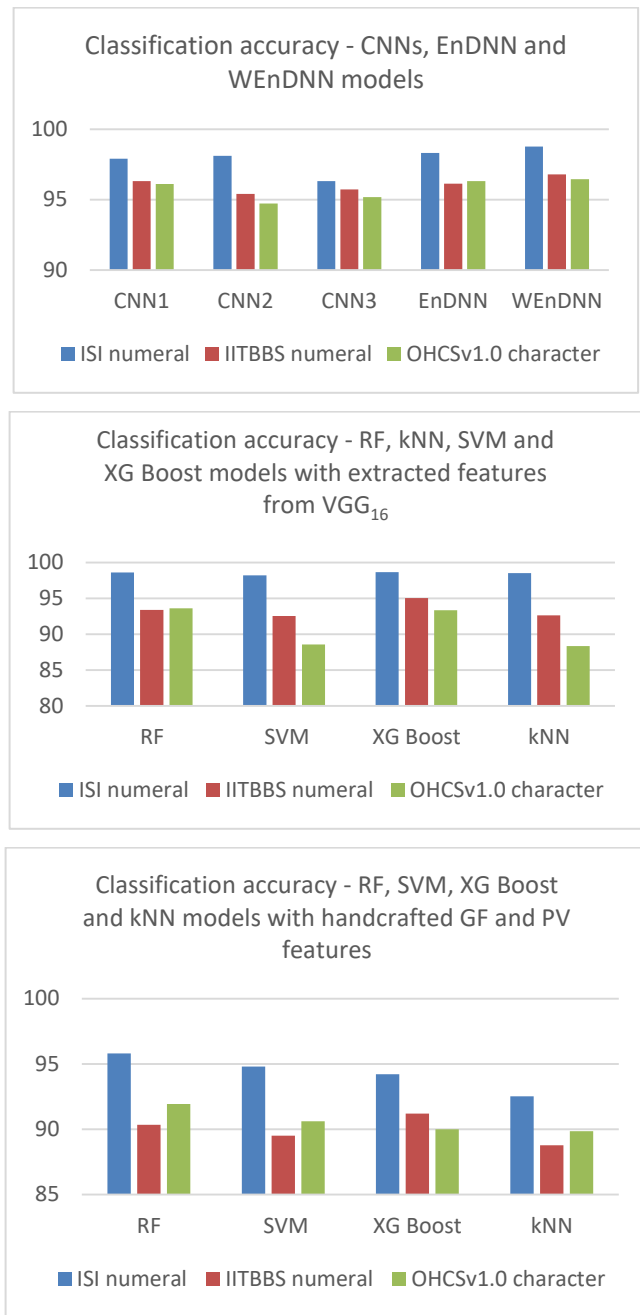 Classification accuracy - CNNs, EnDNN and
WEnDNN models
100
95
90
CNN1 CNN2 CNN3 EnDNN WEnDNN
ISI numeral IITBBS numeral OHCSv1.0 character
Classification accuracy - RF, kNN, SVM and
XG Boost models with extracted features
from VGG₁₆
100
95
90
85
80
RF SVM XG Boost kNN
ISI numeral IITBBS numeral OHCSv1.0 character
Classification accuracy - RF, SVM, XG Boost
and kNN models with handcrafted GF and PV
features
100
95
90
85
RF SVM XG Boost kNN
ISI numeral IITBBS numeral OHCSv1.0 character